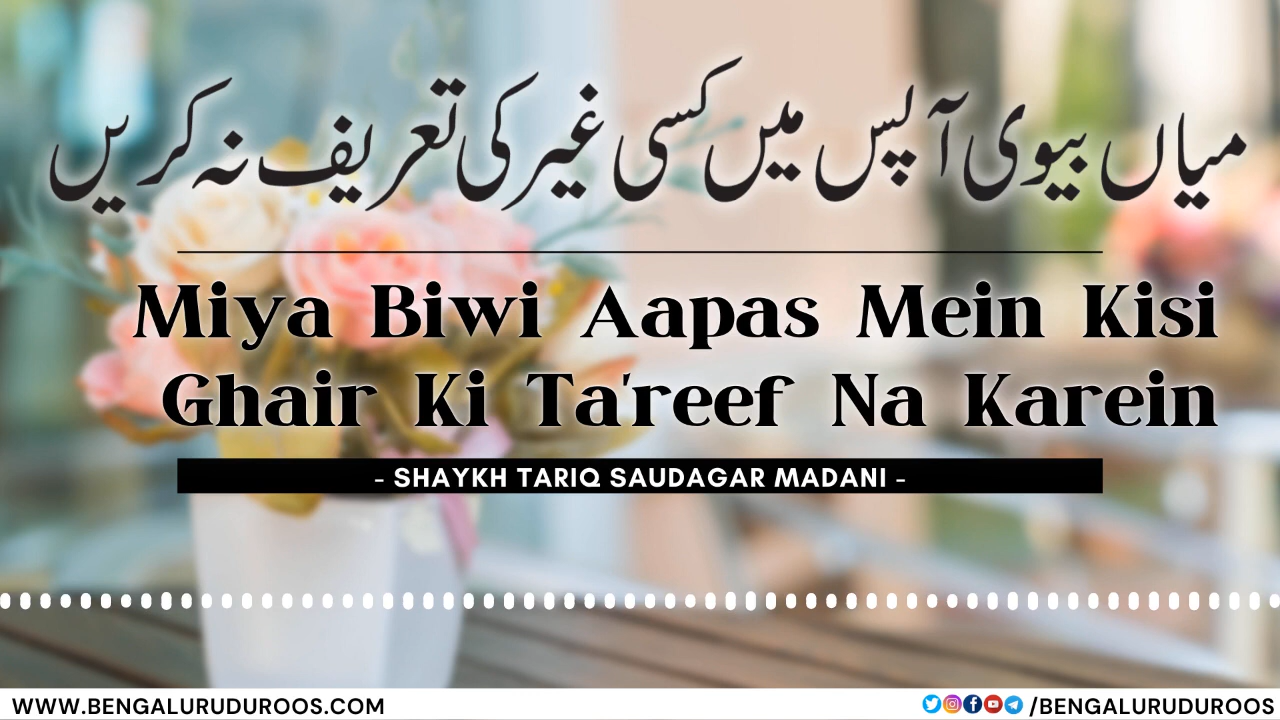 میاں بیوی آپس میں کسی غیر کی تعریف نہ کریں
Miya Biwi Aapas Mein Kisi
Ghair Ki Ta'reef Na Karein
- SHAYKH TARIQ SAUDAGAR MADANI -
WWW.BENGALURUDUROOS.COM
/BENGALURUDUROOS